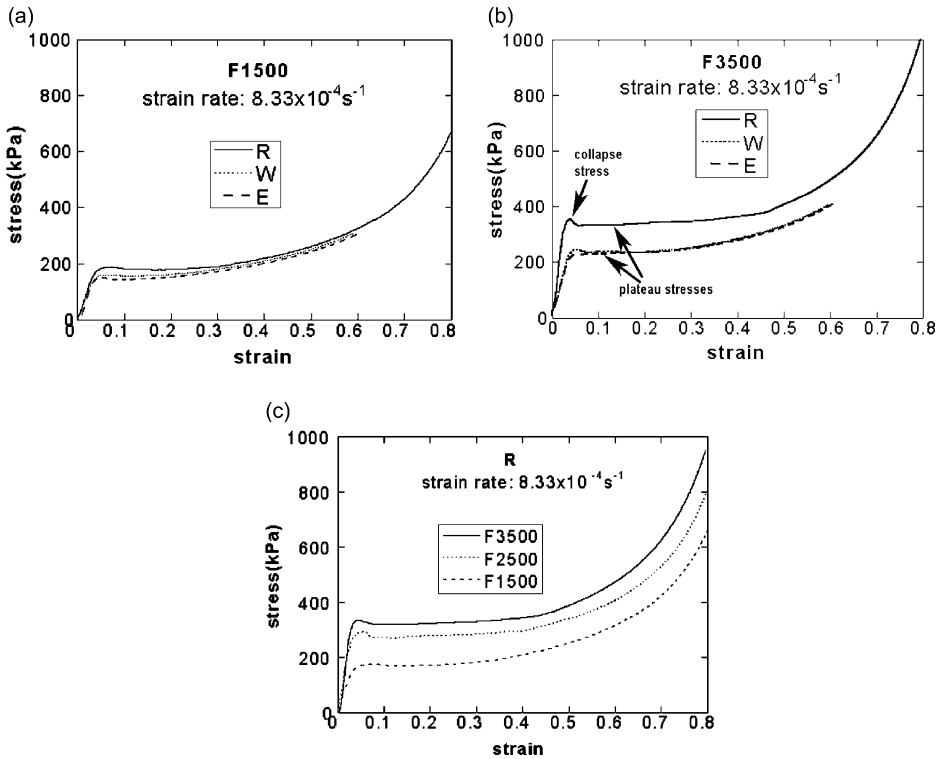 (a)
1000
800
600
400
200
0
stress(kPa)
F1500
strain rate: 8.33x10⁻⁴s⁻¹
R
W
E
0 0.1 0.2 0.3 0.4 0.5 0.6 0.7 0.8
strain
(b)
1000
800
600
400
200
0
stress(kPa)
F3500
strain rate: 8.33x10⁻⁴s⁻¹
R
W
E
collapse
stress
plateau stresses
0 0.1 0.2 0.3 0.4 0.5 0.6 0.7 0.8
strain
(c)
1000
800
600
400
200
0
stress(kPa)
R
strain rate: 8.33x10⁻⁴s⁻¹
F3500
F2500
F1500
0 0.1 0.2 0.3 0.4 0.5 0.6 0.7 0.8
strain